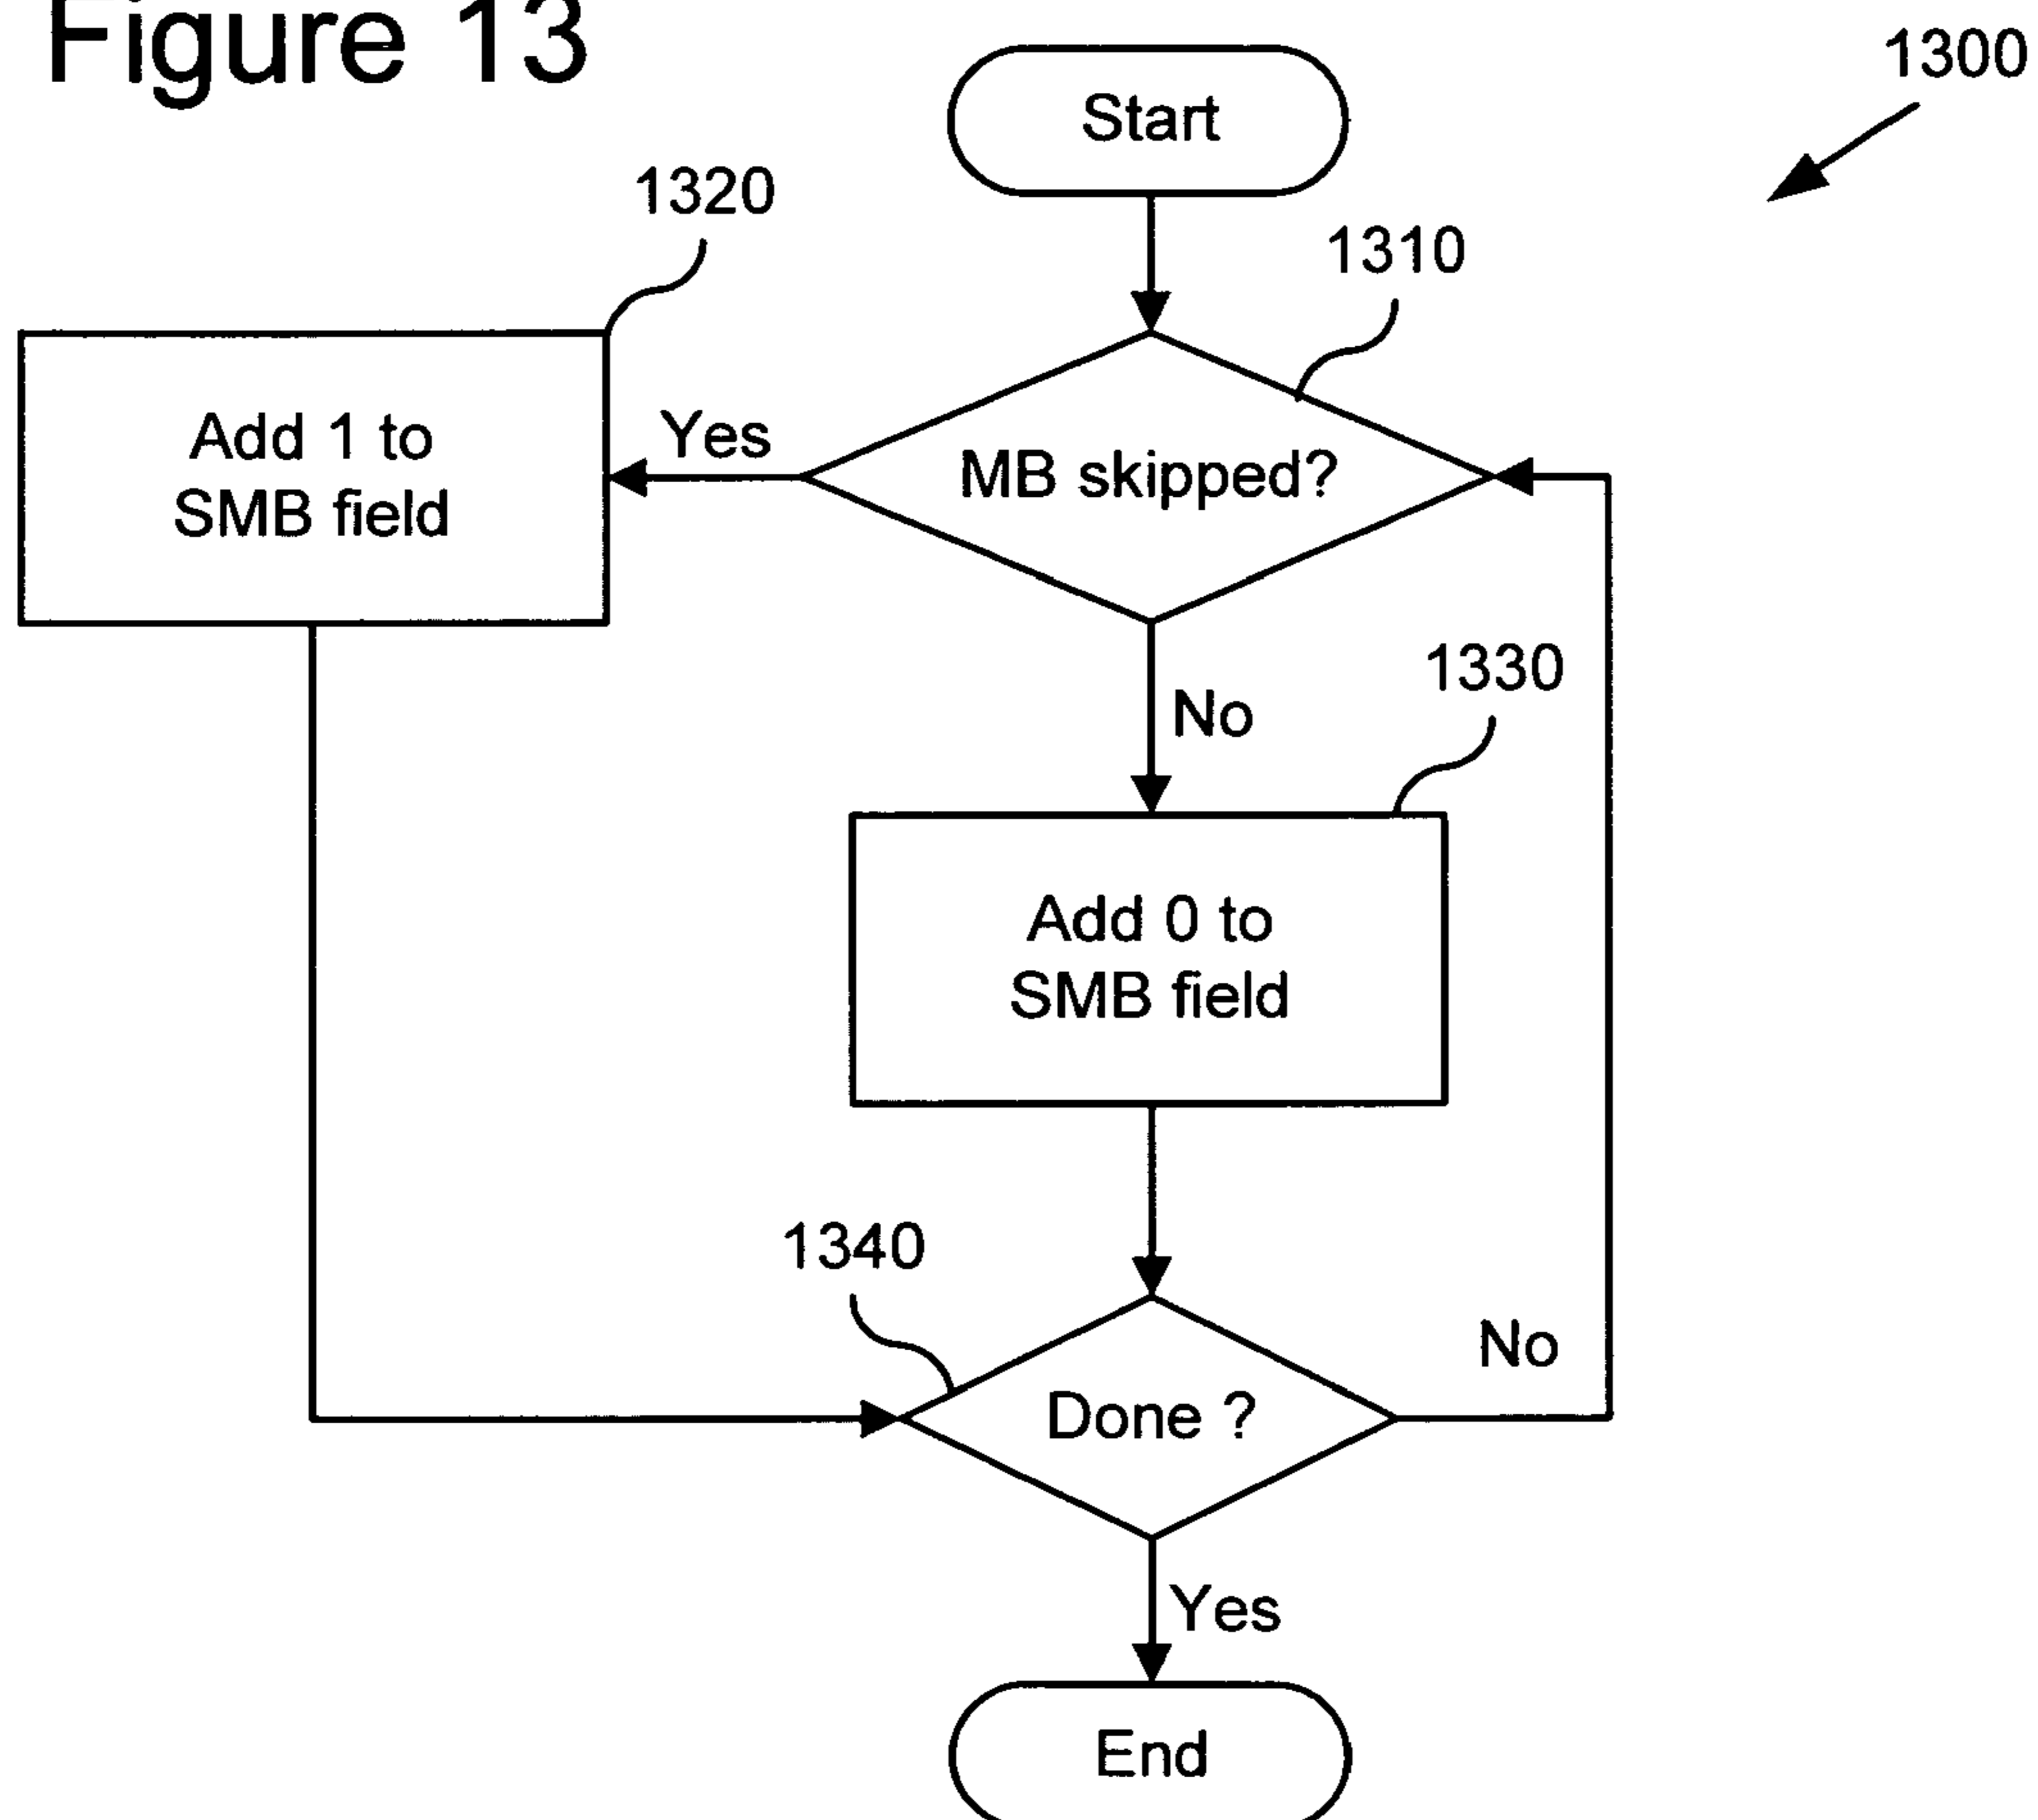 Figure 13
1300
Start
1320
1310
Add 1 to
SMB field
Yes
MB skipped?
No
1330
Add 0 to
SMB field
1340
Done ?
No
Yes
End